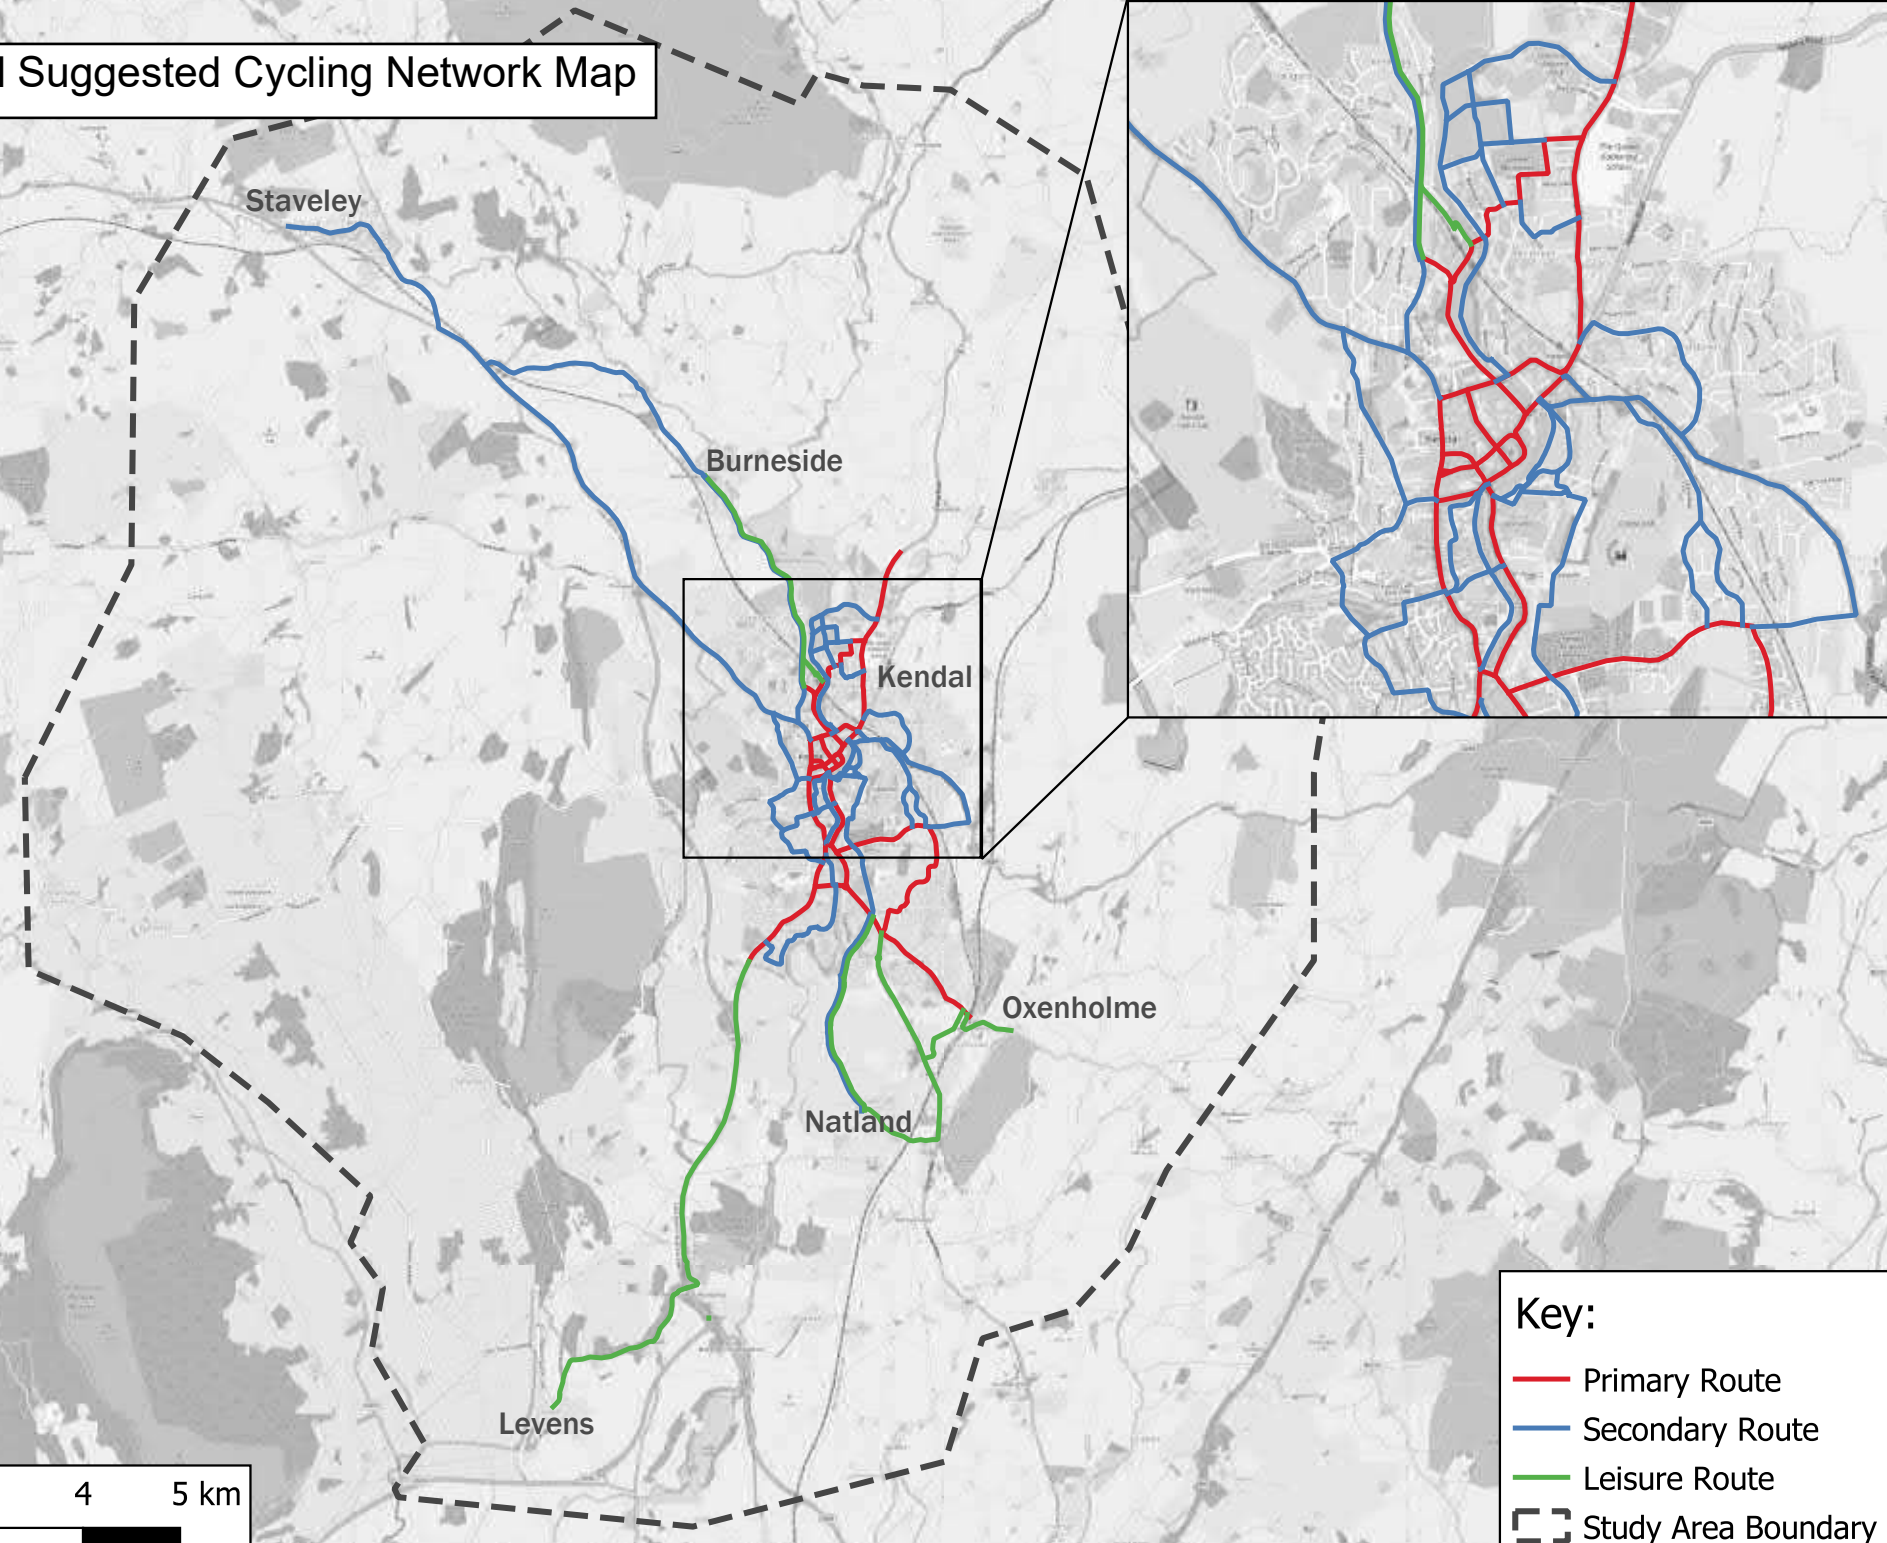 l Suggested Cycling Network Map
Staveley
Burneside
Kendal
Oxenholme
Natland
Levens
4 5 km
Key:
Primary Route
Secondary Route
Leisure Route
Study Area Boundary